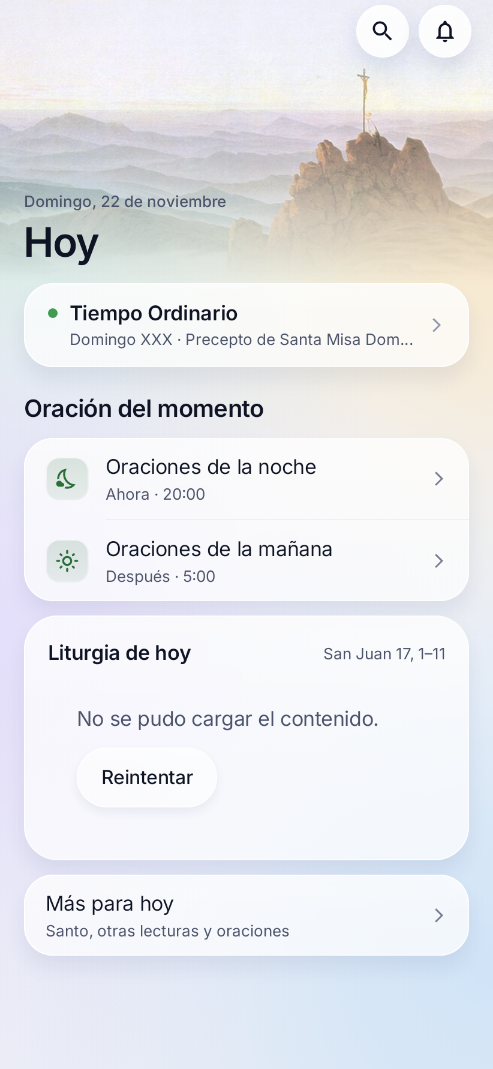 Domingo, 22 de noviembre
Hoy
Tiempo Ordinario
Domingo XXX · Precepto de Santa Misa Dom...
Oración del momento
Oraciones de la noche
Ahora · 20:00
Oraciones de la mañana
Después · 5:00
Liturgia de hoy
San Juan 17, 1–11
No se pudo cargar el contenido.
Reintentar
Más para hoy
Santo, otras lecturas y oraciones